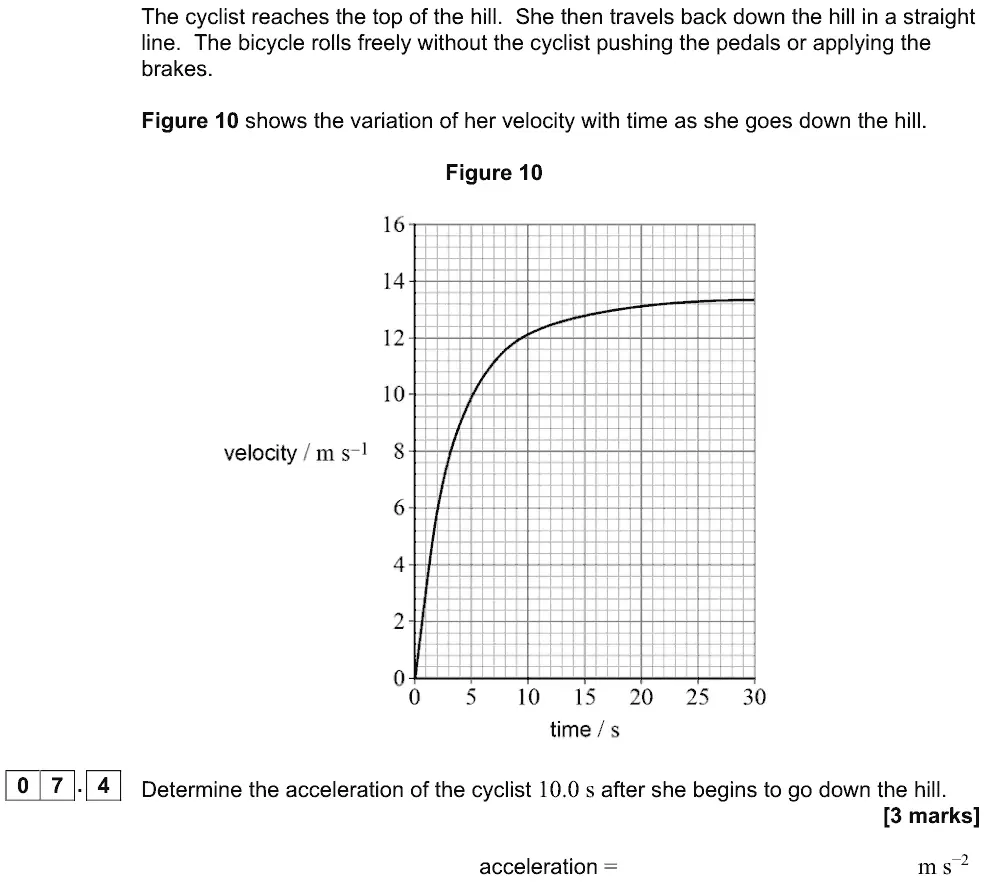 The cyclist reaches the top of the hill. She then travels back down the hill in a straight
line. The bicycle rolls freely without the cyclist pushing the pedals or applying the
brakes.
Figure 10 shows the variation of her velocity with time as she goes down the hill.
Figure 10
16
14
12
10
velocity / m s⁻¹ 8
6
4
2
0
0 5 10 15 20 25 30
time / s
0 7 . 4 Determine the acceleration of the cyclist 10.0 s after she begins to go down the hill.
[3 marks]
acceleration = m s⁻²